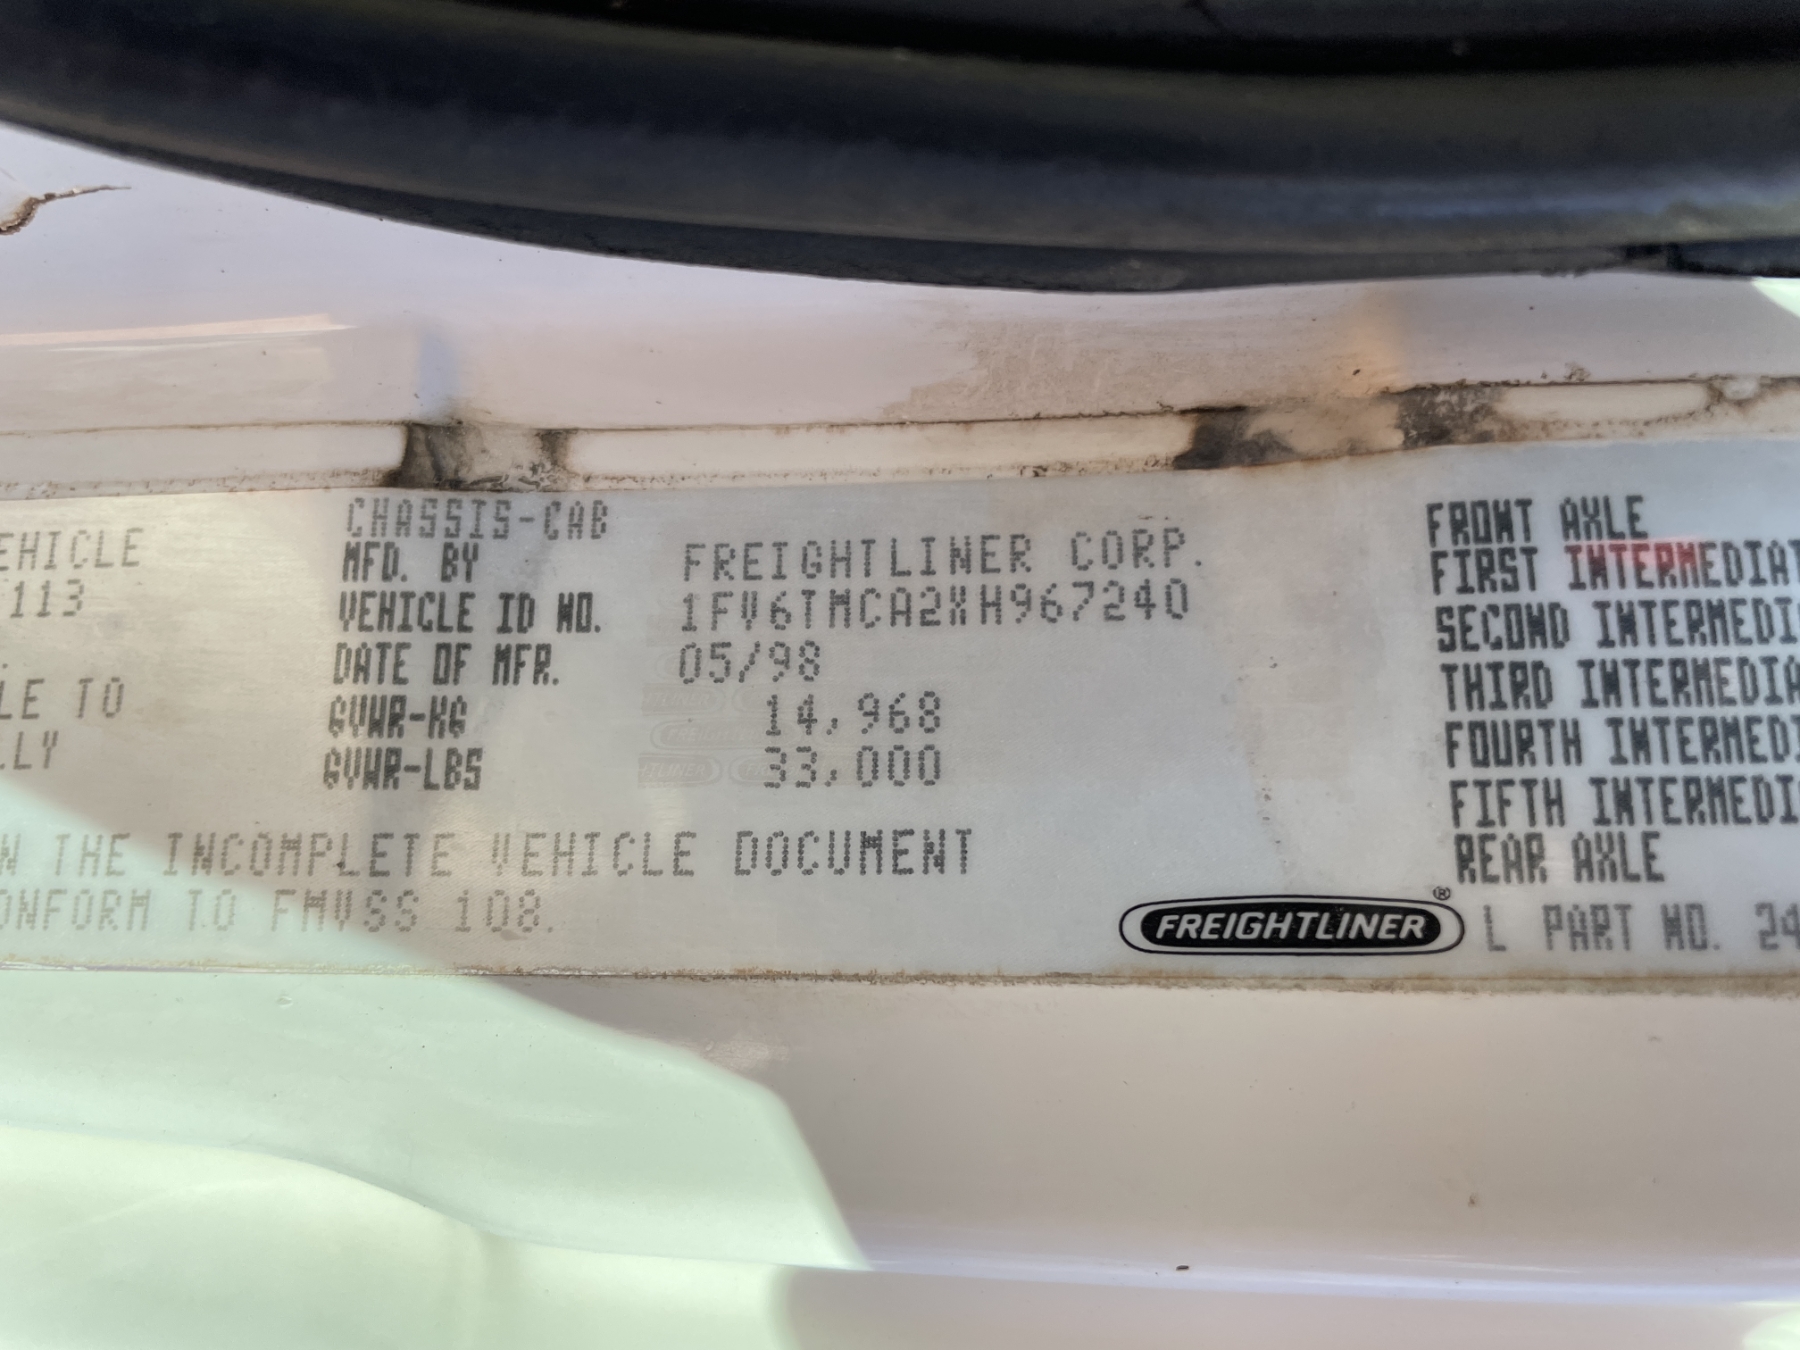 CHASSIS-CAB
EHICLE MFD. BY FREIGHTLINER CORP.
113 VEHICLE ID NO. 1FV6TMCA2XH967240
DATE OF MFR. 05/98
LE TO GVWR-KG 14,968
LLY GVWR-LBS 33,000
N THE INCOMPLETE VEHICLE DOCUMENT
ONFORM TO FMVSS 108.
FRONT AXLE
FIRST INTERMEDIAT
SECOND INTERMEDI
THIRD INTERMEDIA
FOURTH INTERMEDI
FIFTH INTERMEDI
REAR AXLE
FREIGHTLINER® L PART NO. 24